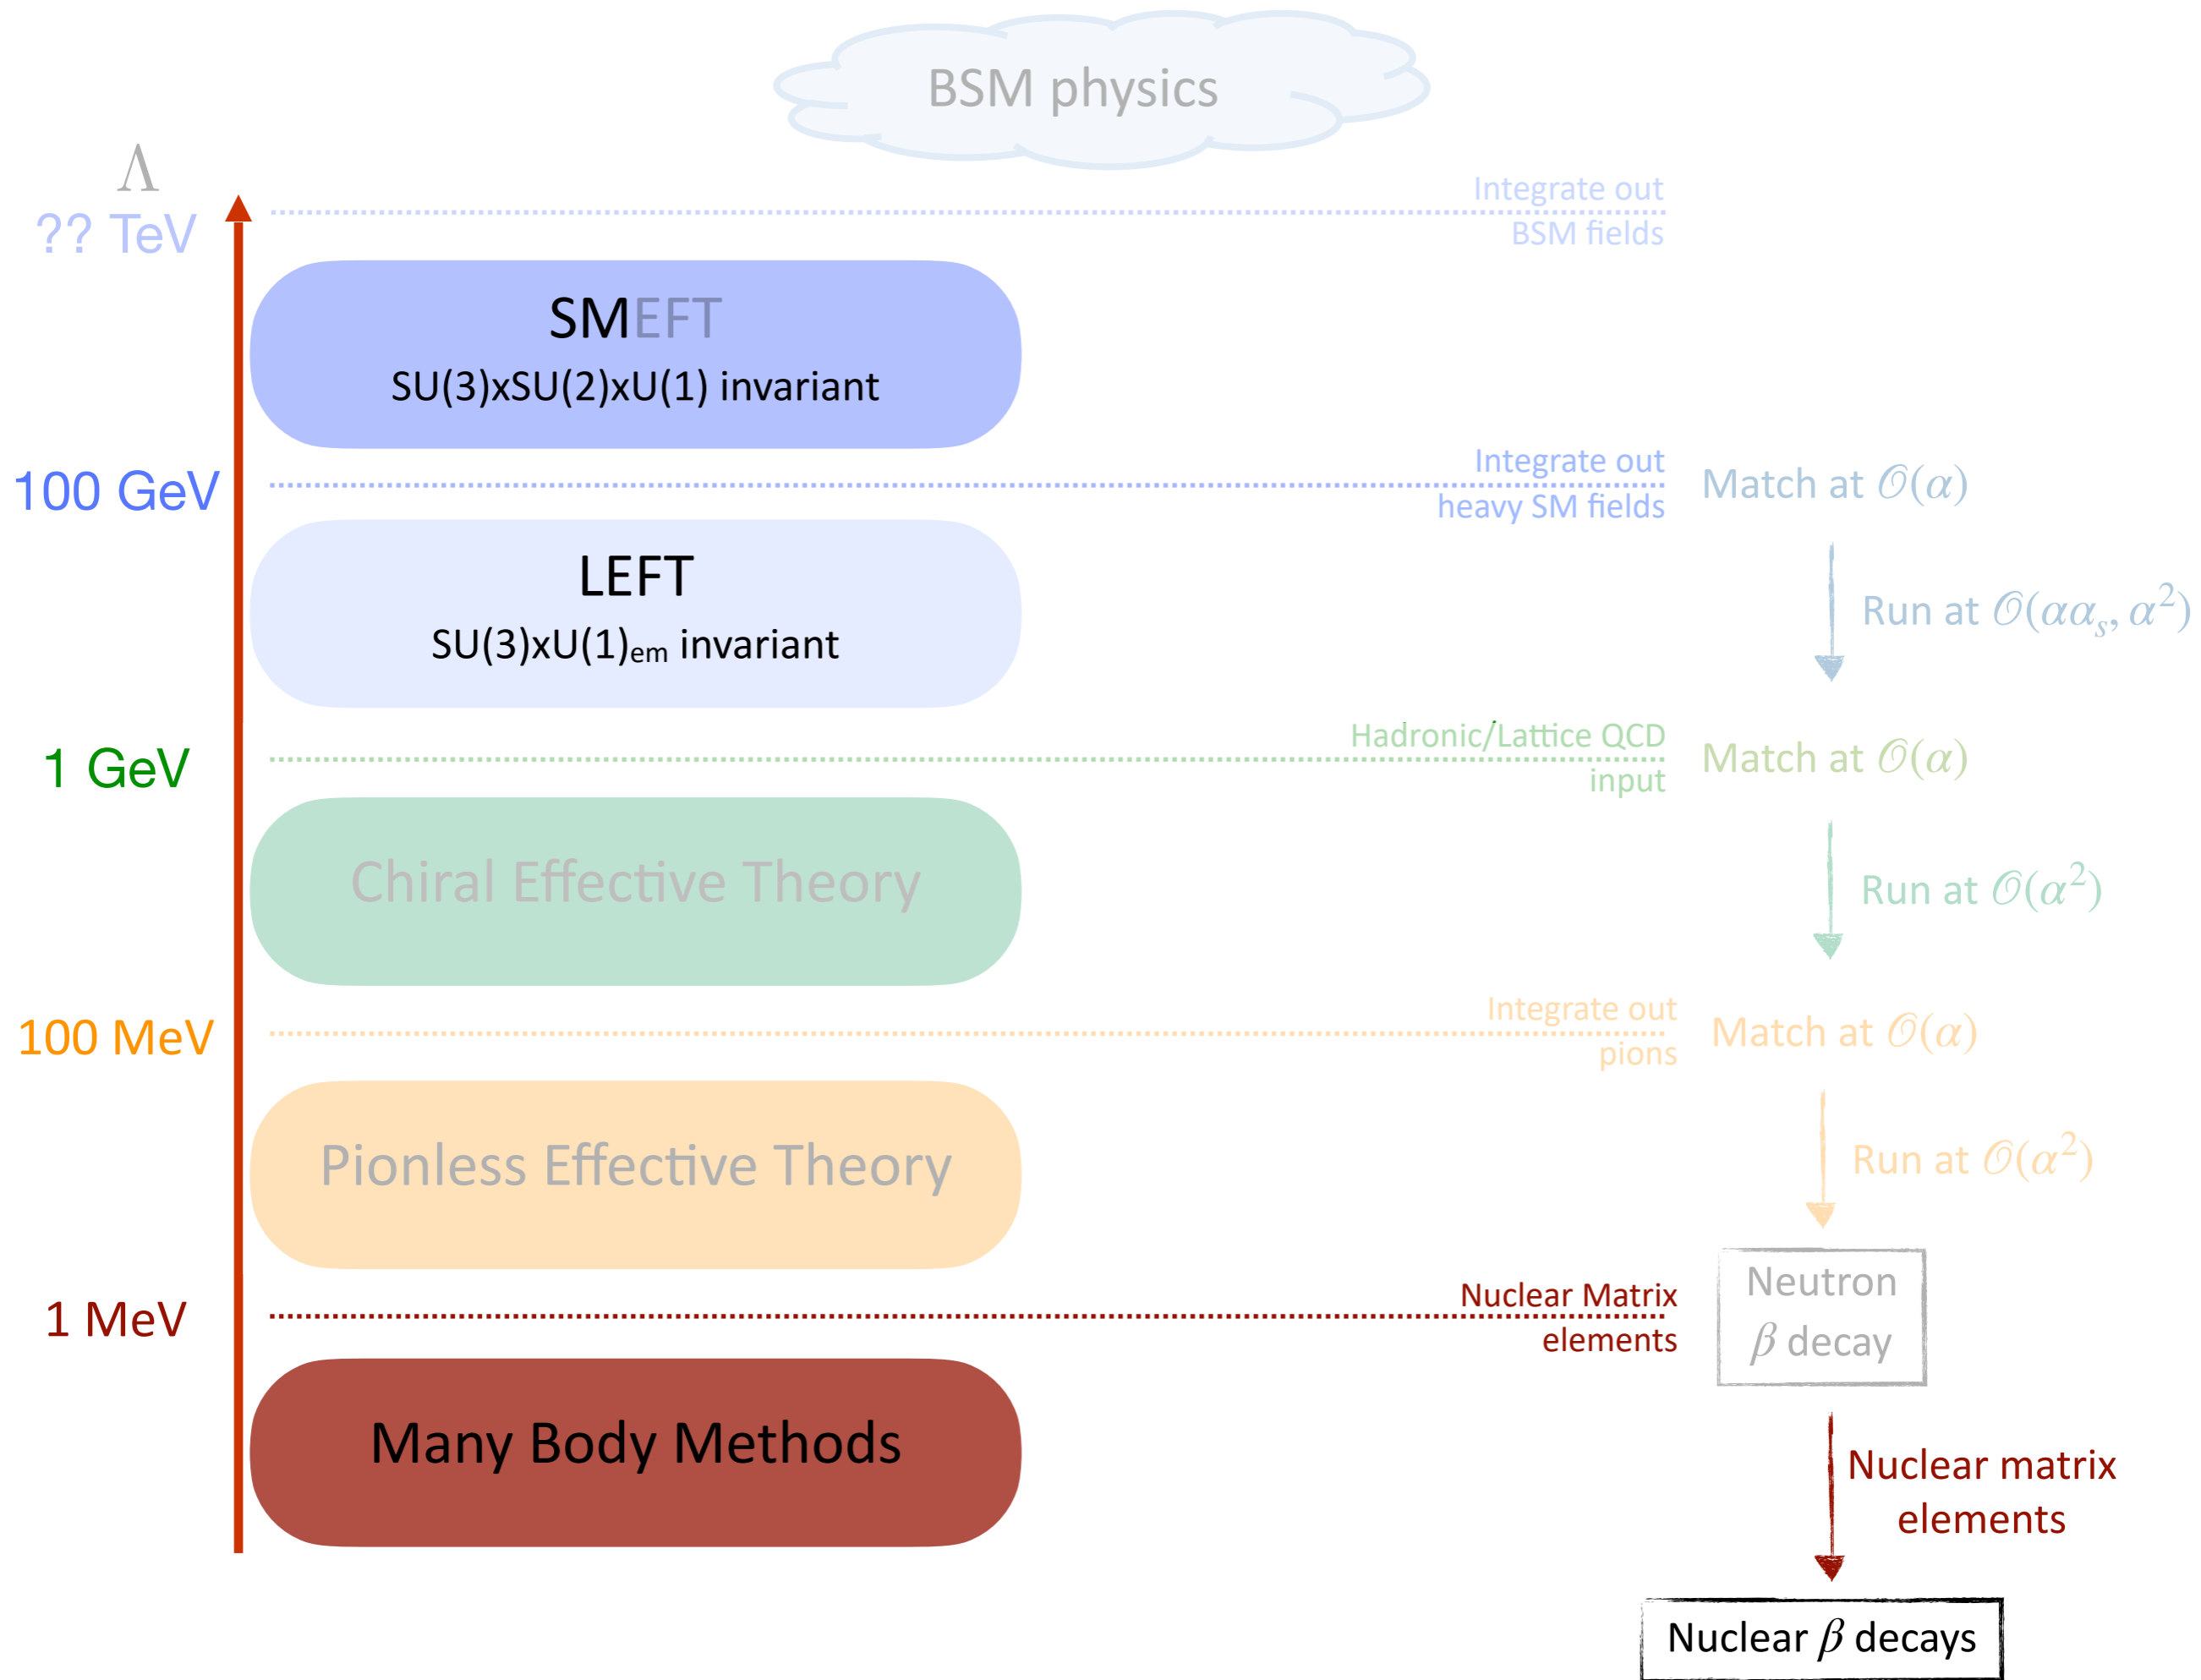 BSM physics
Λ
?? TeV
Integrate out
BSM fields
SMEFT
SU(3)xSU(2)xU(1) invariant
100 GeV
Integrate out
heavy SM fields
Match at 𝒪(α)
LEFT
SU(3)xU(1)em invariant
Run at 𝒪(αα_s, α²)
1 GeV
Hadronic/Lattice QCD
input
Match at 𝒪(α)
Chiral Effective Theory
Run at 𝒪(α²)
100 MeV
Integrate out
pions
Match at 𝒪(α)
Pionless Effective Theory
Run at 𝒪(α²)
1 MeV
Nuclear Matrix
elements
Neutron
β decay
Many Body Methods
Nuclear matrix
elements
Nuclear β decays